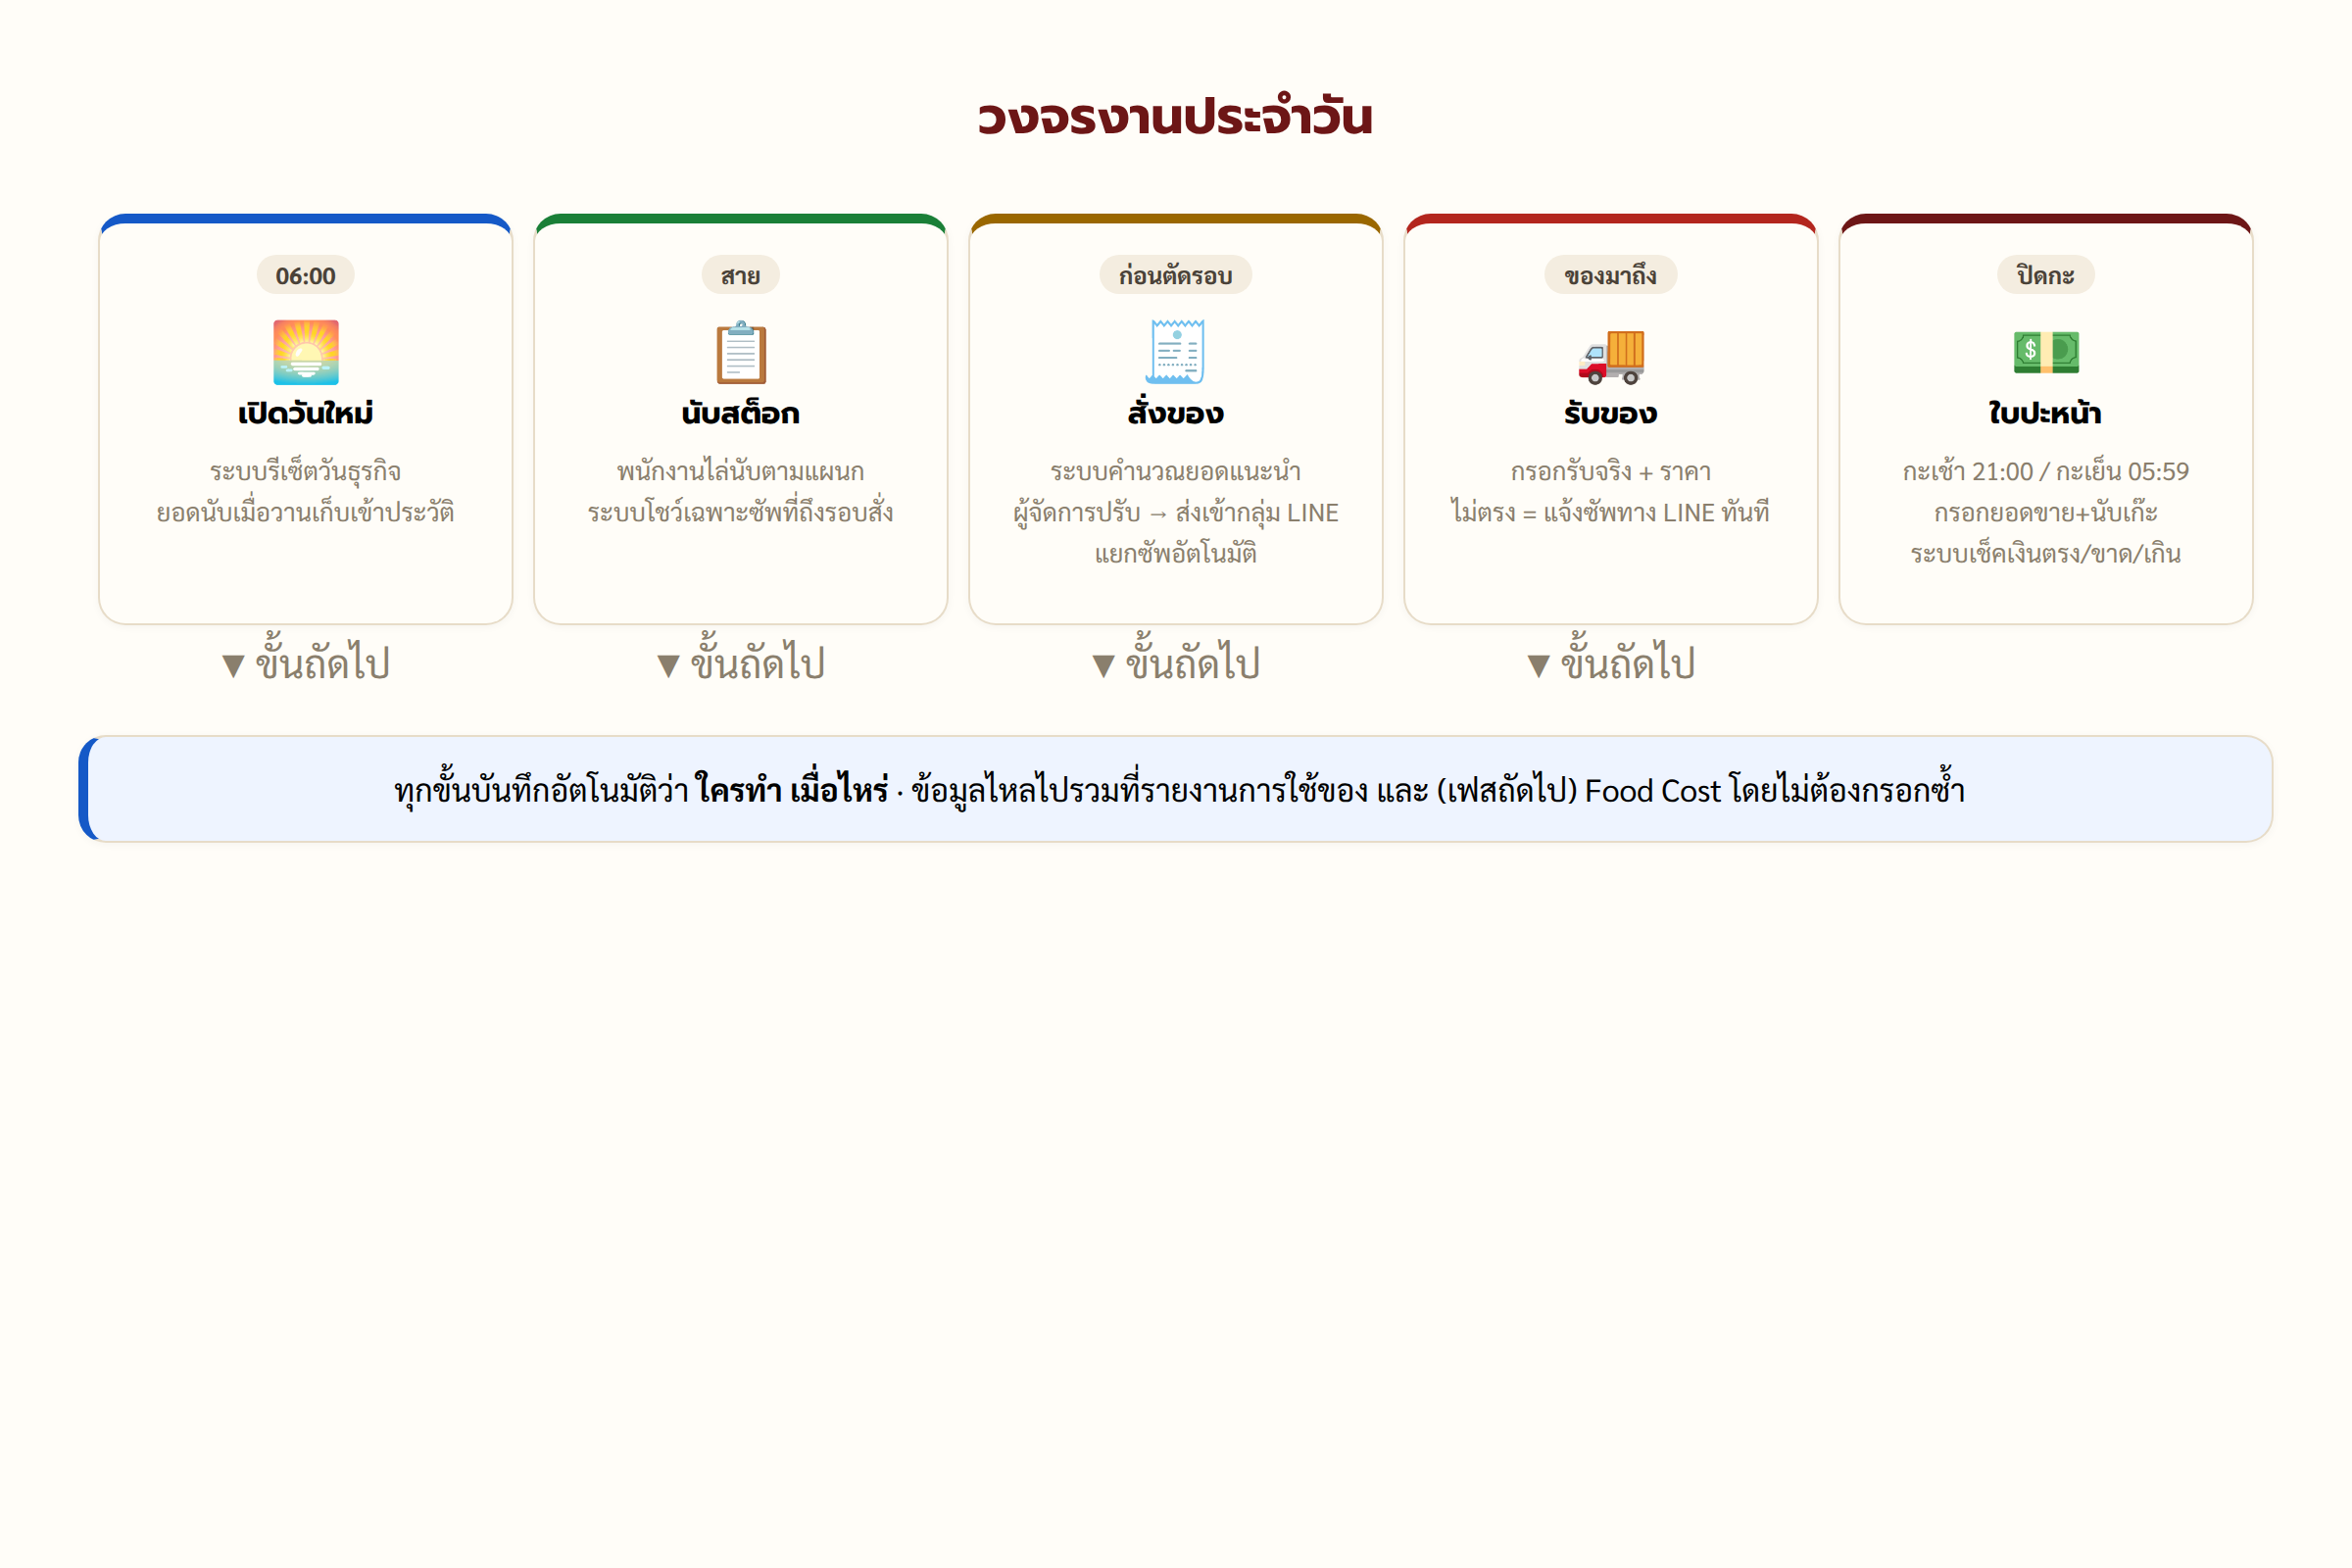 วงจรงานประจำวัน
06:00
เปิดวันใหม่
ระบบรีเซ็ตวันธุรกิจ
ยอดนับเมื่อวานเก็บเข้าประวัติ
▼ ขั้นถัดไป
สาย
นับสต็อก
พนักงานไล่นับตามแผนก
ระบบโชว์เฉพาะซัพที่ถึงรอบสั่ง
▼ ขั้นถัดไป
ก่อนตัดรอบ
สั่งของ
ระบบคำนวณยอดแนะนำ
ผู้จัดการปรับ → ส่งเข้ากลุ่ม LINE
แยกซัพอัตโนมัติ
▼ ขั้นถัดไป
ของมาถึง
รับของ
กรอกรับจริง + ราคา
ไม่ตรง = แจ้งซัพทาง LINE ทันที
▼ ขั้นถัดไป
ปิดกะ
ใบปะหน้า
กะเช้า 21:00 / กะเย็น 05:59
กรอกยอดขาย+นับเก๊ะ
ระบบเช็คเงินตรง/ขาด/เกิน
ทุกขั้นบันทึกอัตโนมัติว่า ใครทำ เมื่อไหร่ · ข้อมูลไหลไปรวมที่รายงานการใช้ของ และ (เฟสถัดไป) Food Cost โดยไม่ต้องกรอกซ้ำ